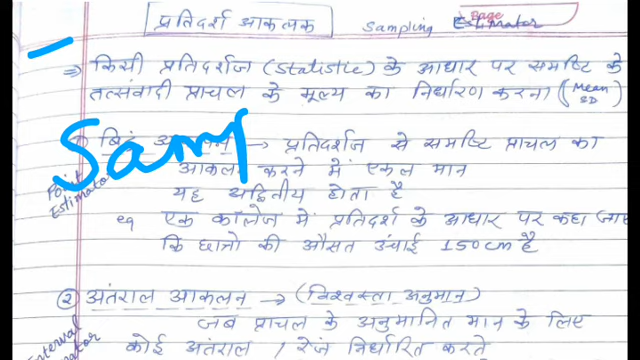 प्रतिदर्श आकलक Sampling Estimator
Page
⇒ किसी प्रतिदर्शज (Statistic) के आधार पर समष्टि के
तत्संवादी प्राचल के मूल्य का निर्धारण करना (Mean SD)
Samp
① बिंदु आकलन → प्रतिदर्शज से समष्टि प्राचल का
आकलन करने में एकल मान
Point Estimator
यह अद्वितीय होता है
eg एक कॉलेज में प्रतिदर्श के आधार पर कहा जाए
कि छात्रो की औसत उंचाई 150cm है
② अंतराल आकलन → (विश्वस्ता अनुमान)
जब प्राचल के अनुमानित मान के लिए
Interval
कोई अंतराल / रेंज निर्धारित करते